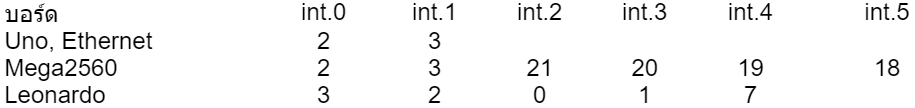 บอร์ด int.0 int.1 int.2 int.3 int.4 int.5
Uno, Ethernet 2 3
Mega2560 2 3 21 20 19 18
Leonardo 3 2 0 1 7